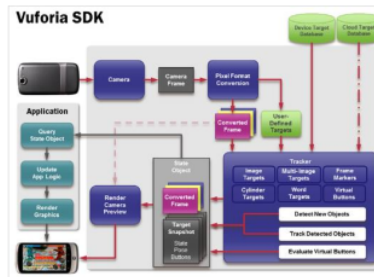 Vuforia SDK
Device Target
Database
Cloud Target
Database
Camera
Camera
Frame
Pixel Format
Conversion
Application
Query
State Object
Update
App Logic
Render
Graphics
Converted
Frame
User-
Defined
Targets
State
Object
Converted
Frame
Target
Snapshot
State
Pose
Buttons
Render
Camera
Preview
Tracker
Image
Targets
Multi-Image
Targets
Frame
Markers
Cylinder
Targets
Word
Targets
Virtual
Buttons
Detect New Objects
Track Detected Objects
Evaluate Virtual Buttons